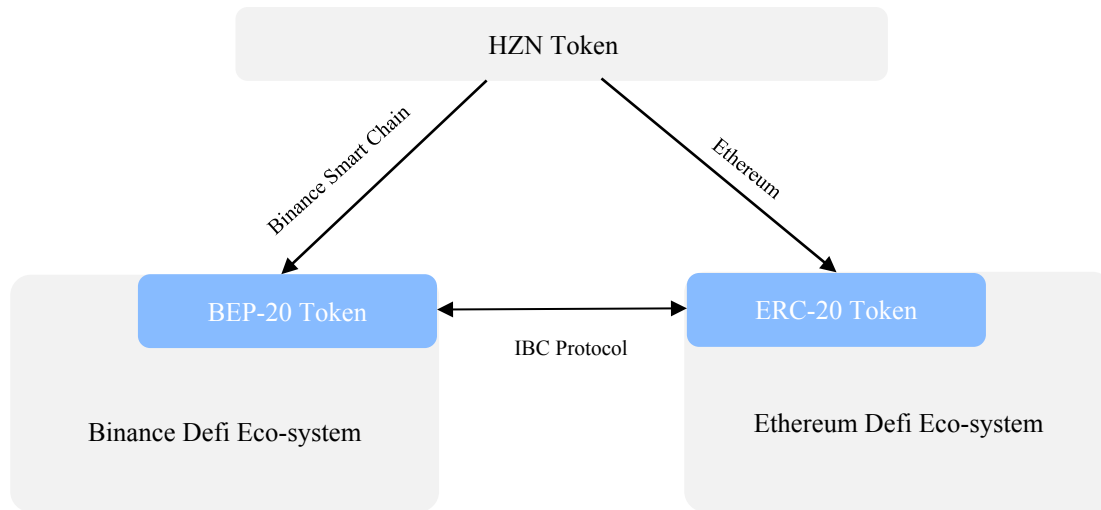 HZN Token
Binance Smart Chain
Ethereum
BEP-20 Token
ERC-20 Token
IBC Protocol
Binance Defi Eco-system
Ethereum Defi Eco-system